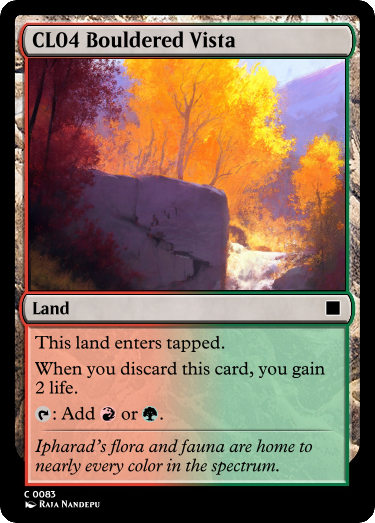 CL04 Bouldered Vista
Land
This land enters tapped.
When you discard this card, you gain
2 life.
: Add or .
Ipharad's flora and fauna are home to
nearly every color in the spectrum.
C 0083
Raja Nandepu